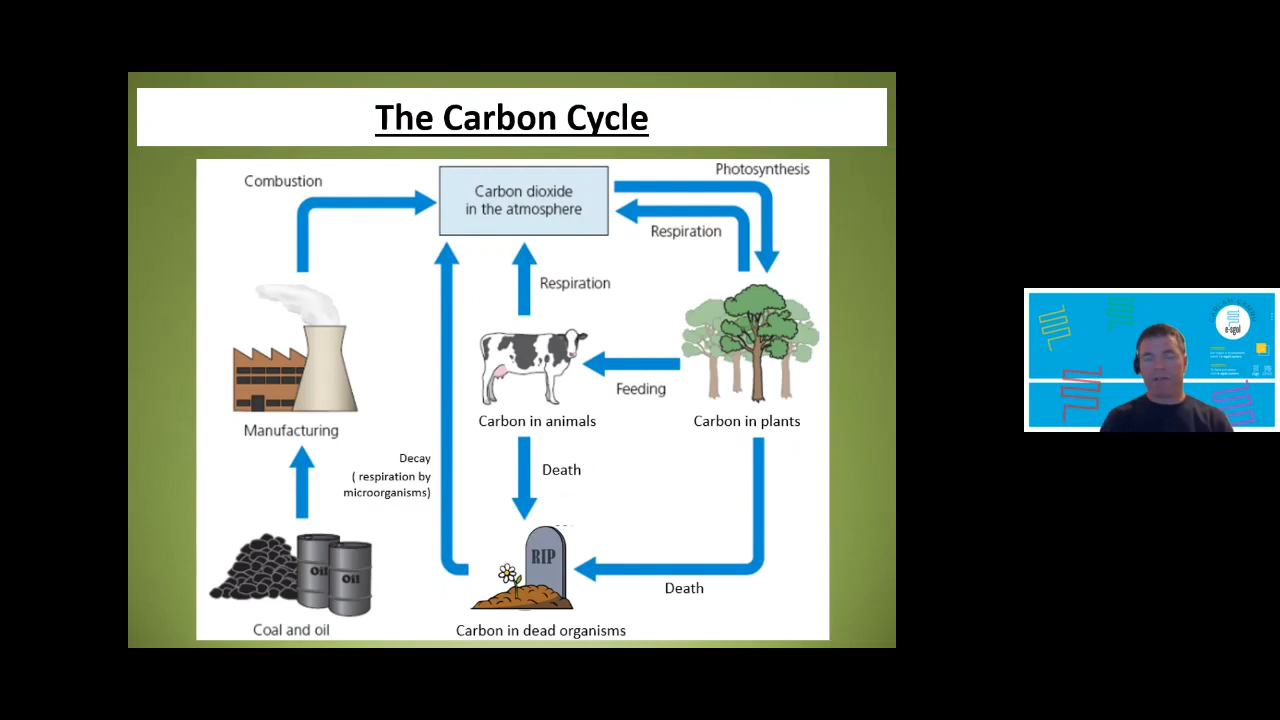 The Carbon Cycle
Photosynthesis
Combustion
Carbon dioxide
in the atmosphere
Respiration
Respiration
Feeding
Carbon in animals
Carbon in plants
Manufacturing
Decay
( respiration by
microorganisms)
Death
RIP
Oil
Oil
Death
Coal and oil
Carbon in dead organisms
e-sgol